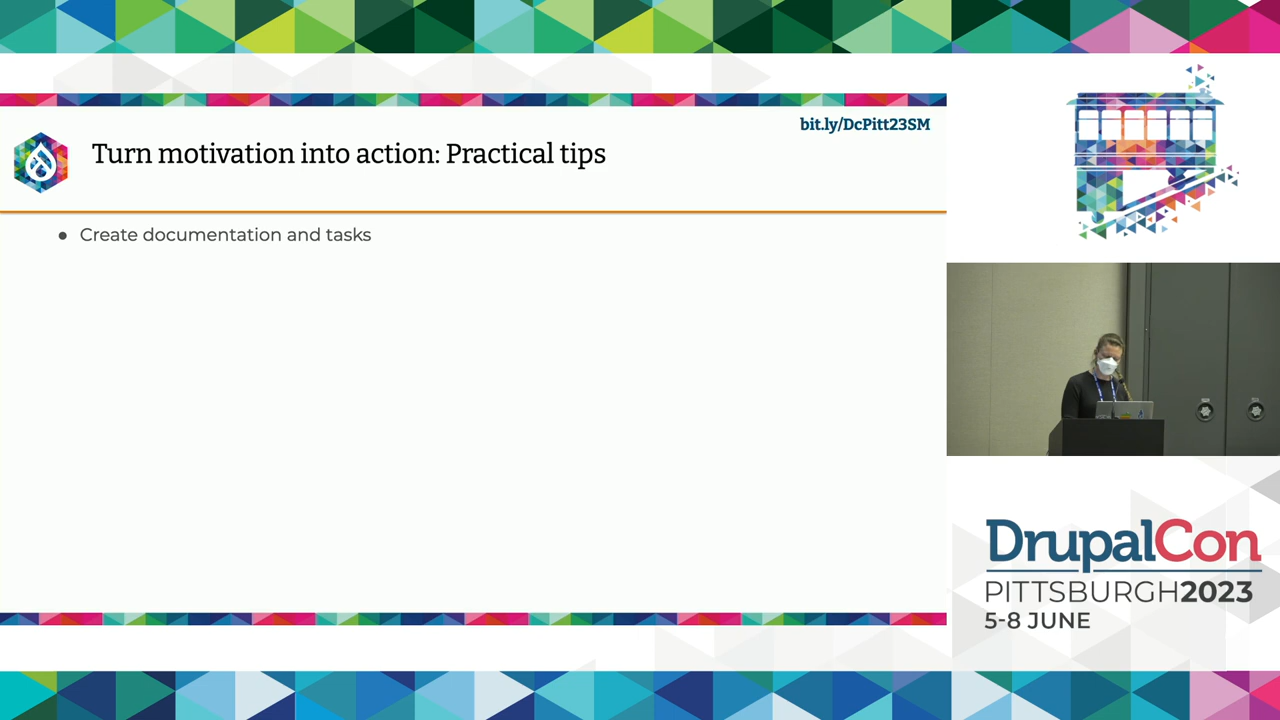 bit.ly/DcPitt23SM
Turn motivation into action: Practical tips
● Create documentation and tasks
DrupalCon
PITTSBURGH2023
5-8 JUNE